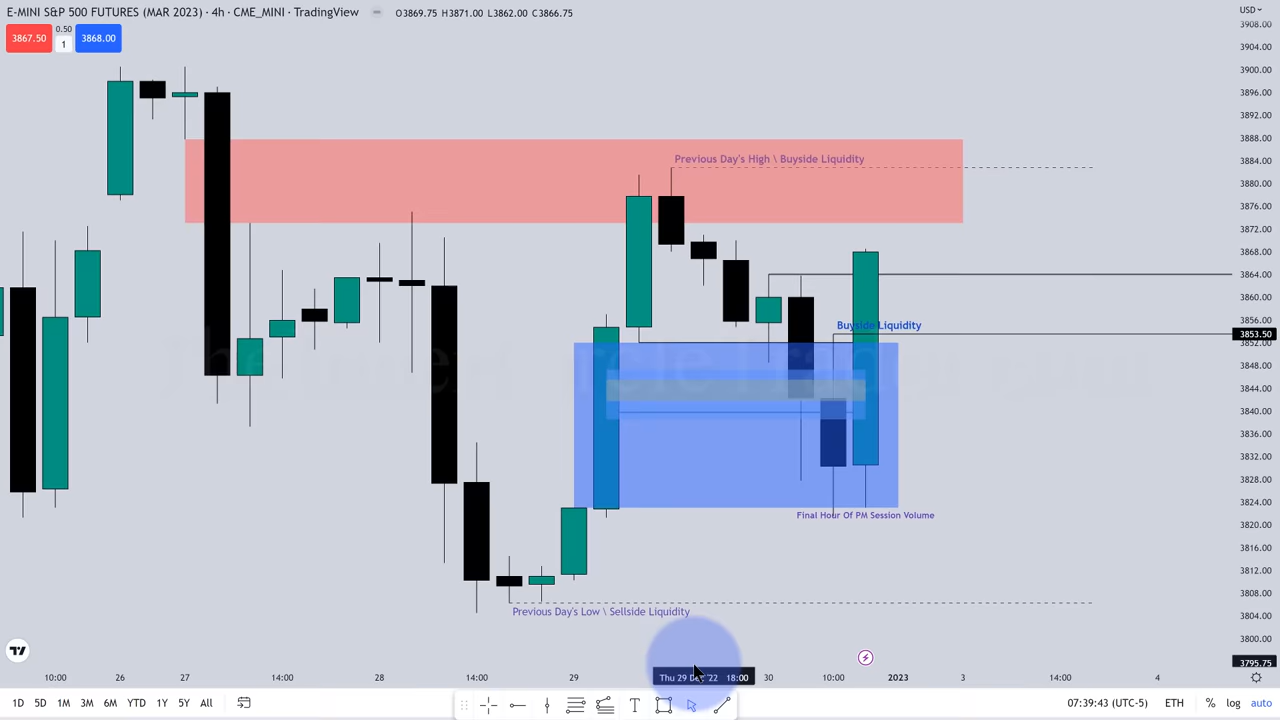 E-MINI S&P 500 FUTURES (MAR 2023) · 4h · CME_MINI · TradingView
O3869.75 H3871.00 L3862.00 C3866.75
USD
3867.50 0.50 1 3868.00
3908.00
3904.00
3900.00
3896.00
3892.00
3888.00
3884.00
3880.00
3876.00
3872.00
3868.00
3864.00
3860.00
3856.00
3853.50
3852.00
3848.00
3844.00
3840.00
3836.00
3832.00
3828.00
3824.00
3820.00
3816.00
3812.00
3808.00
3804.00
3800.00
3795.75
Previous Day's High \ Buyside Liquidity
Buyside Liquidity
Final Hour Of PM Session Volume
Previous Day's Low \ Sellside Liquidity
10:00 26 27 14:00 28 14:00 29 Thu 29 Dec '22 18:00 30 10:00 2023 3 14:00 4
1D 5D 1M 3M 6M YTD 1Y 5Y All
T
07:39:43 (UTC-5) ETH % log auto